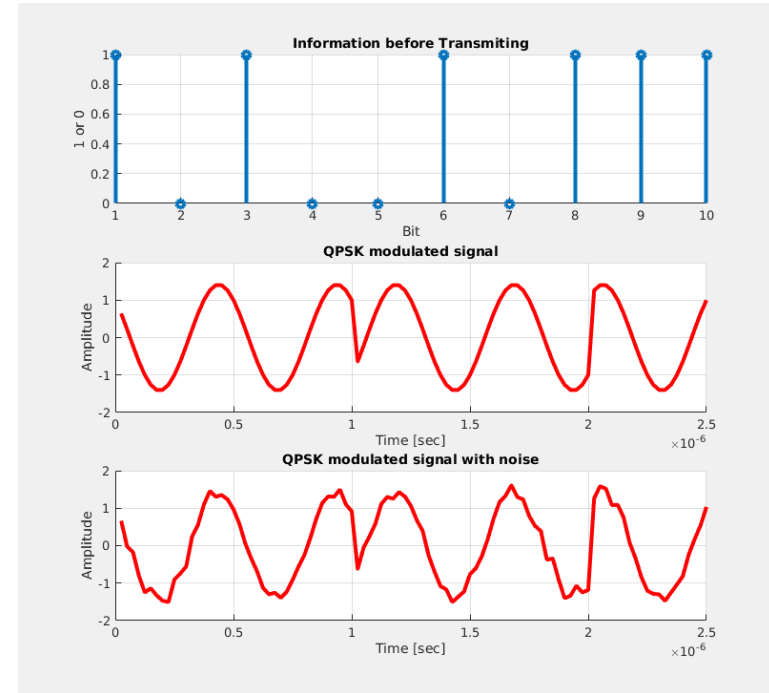 Information before Transmiting
1
0.8
0.6
0.4
0.2
0
1 or 0
1 2 3 4 5 6 7 8 9 10
Bit
QPSK modulated signal
2
1
0
-1
-2
Amplitude
0 0.5 1 1.5 2 2.5
Time [sec]
×10⁻⁶
QPSK modulated signal with noise
2
1
0
-1
-2
Amplitude
0 0.5 1 1.5 2 2.5
Time [sec]
×10⁻⁶